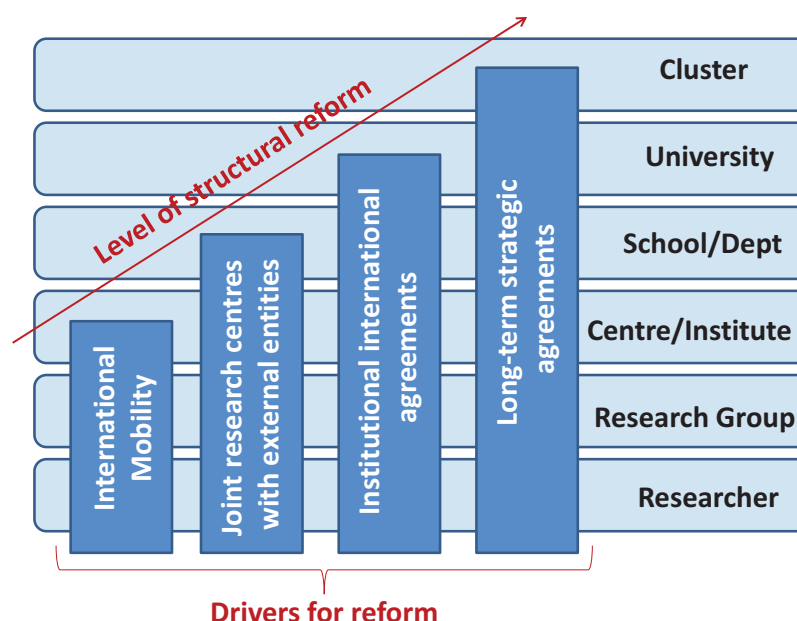 Level of structural reform
Cluster
University
School/Dept
Centre/Institute
Research Group
Researcher
International
Mobility
Joint research centres
with external entities
Institutional international
agreements
Long-term strategic
agreements
Drivers for reform